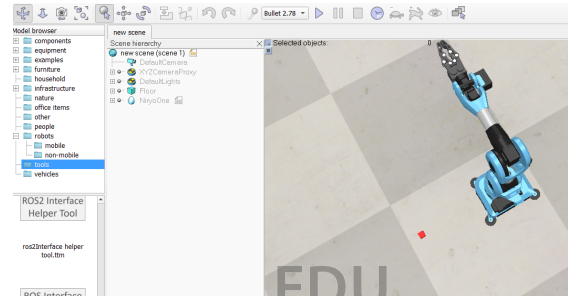 Bullet 2.78
Model browser
components
equipment
examples
furniture
household
infrastructure
nature
office items
other
people
robots
mobile
non-mobile
tools
vehicles
ROS2 Interface
Helper Tool
ros2Interface helper
tool.ttm
ROS Interface
new scene
Scene hierarchy
new scene (scene 1)
DefaultCamera
XYZCameraProxy
DefaultLights
Floor
NiryoOne
Selected objects:
0
EDU